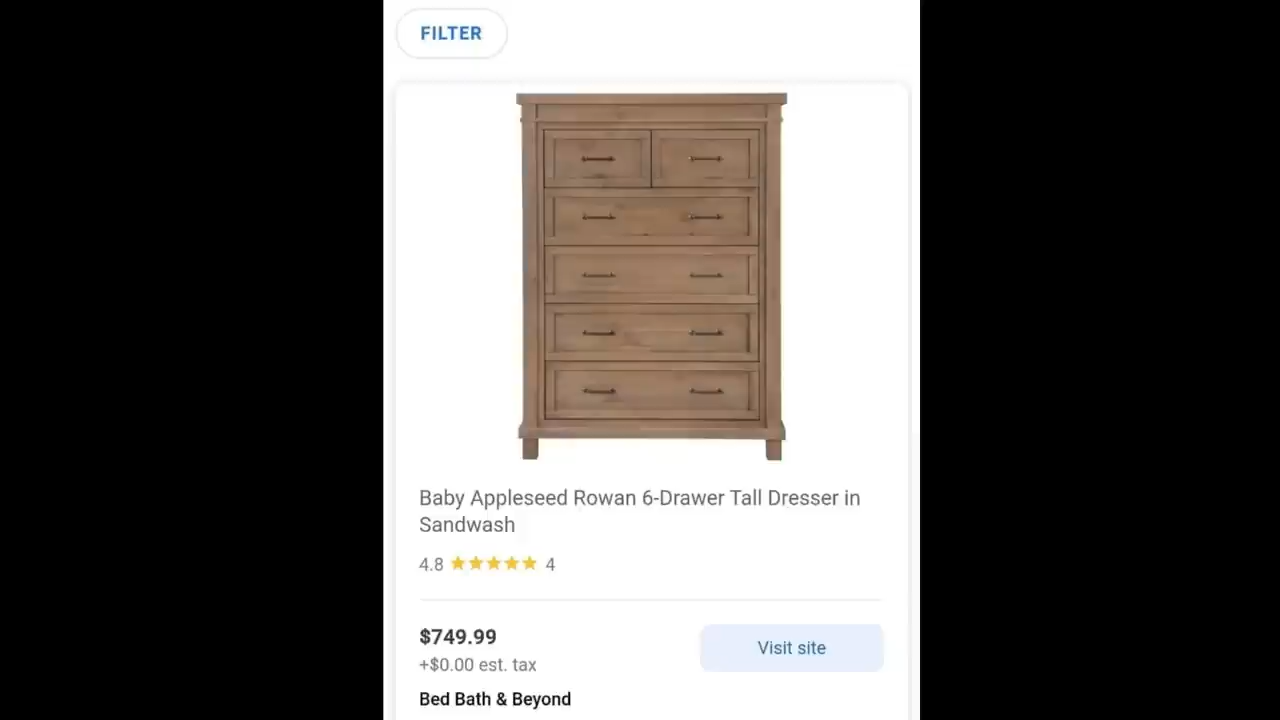 FILTER
Baby Appleseed Rowan 6-Drawer Tall Dresser in
Sandwash
4.8 ★★★★★ 4
$749.99
+$0.00 est. tax
Visit site
Bed Bath & Beyond